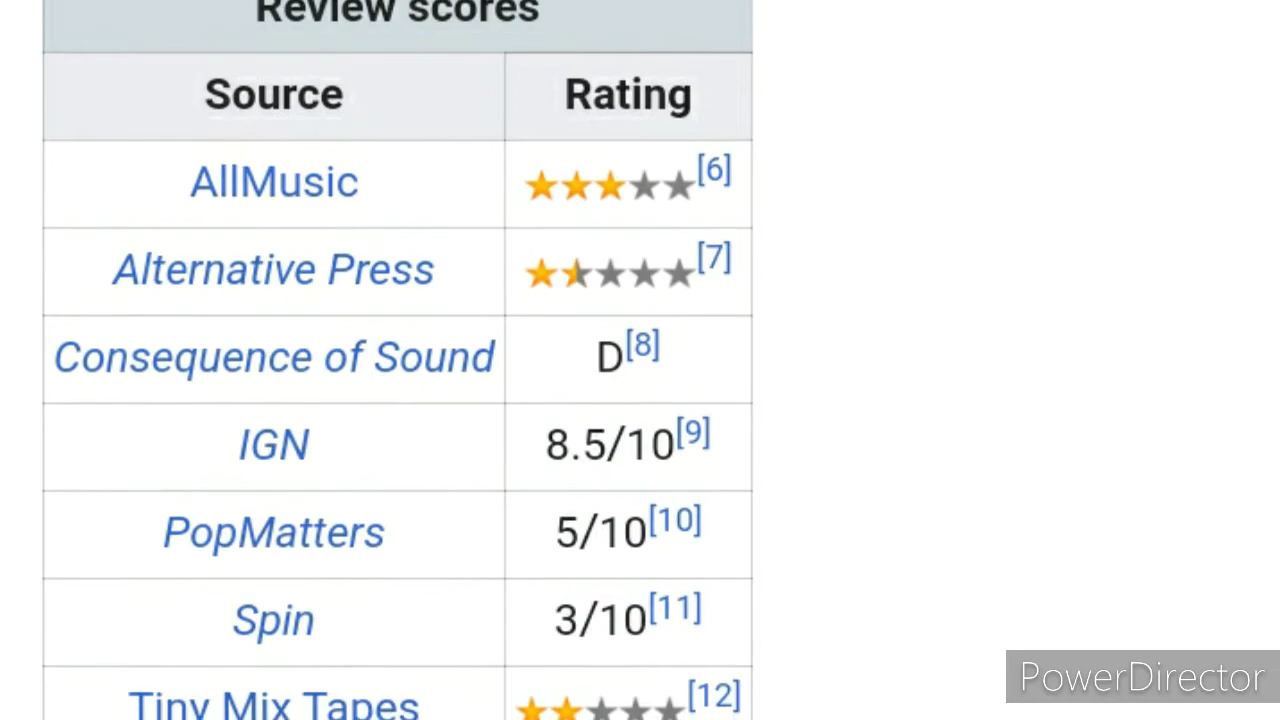 Review scores
Source Rating
AllMusic [6]
Alternative Press [7]
Consequence of Sound D[8]
IGN 8.5/10[9]
PopMatters 5/10[10]
Spin 3/10[11]
Tiny Mix Tapes [12]
PowerDirector